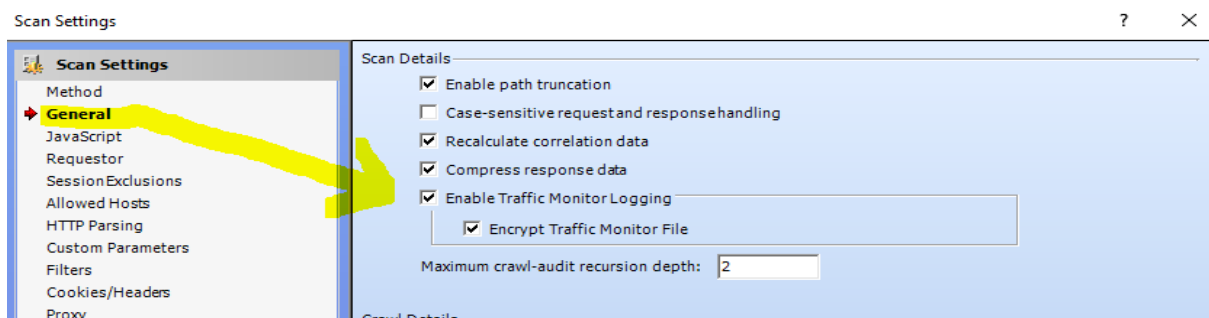 Scan Settings
? ×
Scan Settings
Method
General
JavaScript
Requestor
Session Exclusions
Allowed Hosts
HTTP Parsing
Custom Parameters
Filters
Cookies/Headers
Proxy
Scan Details
Enable path truncation
Case-sensitive request and response handling
Recalculate correlation data
Compress response data
Enable Traffic Monitor Logging
Encrypt Traffic Monitor File
Maximum crawl-audit recursion depth: 2
Crawl Details